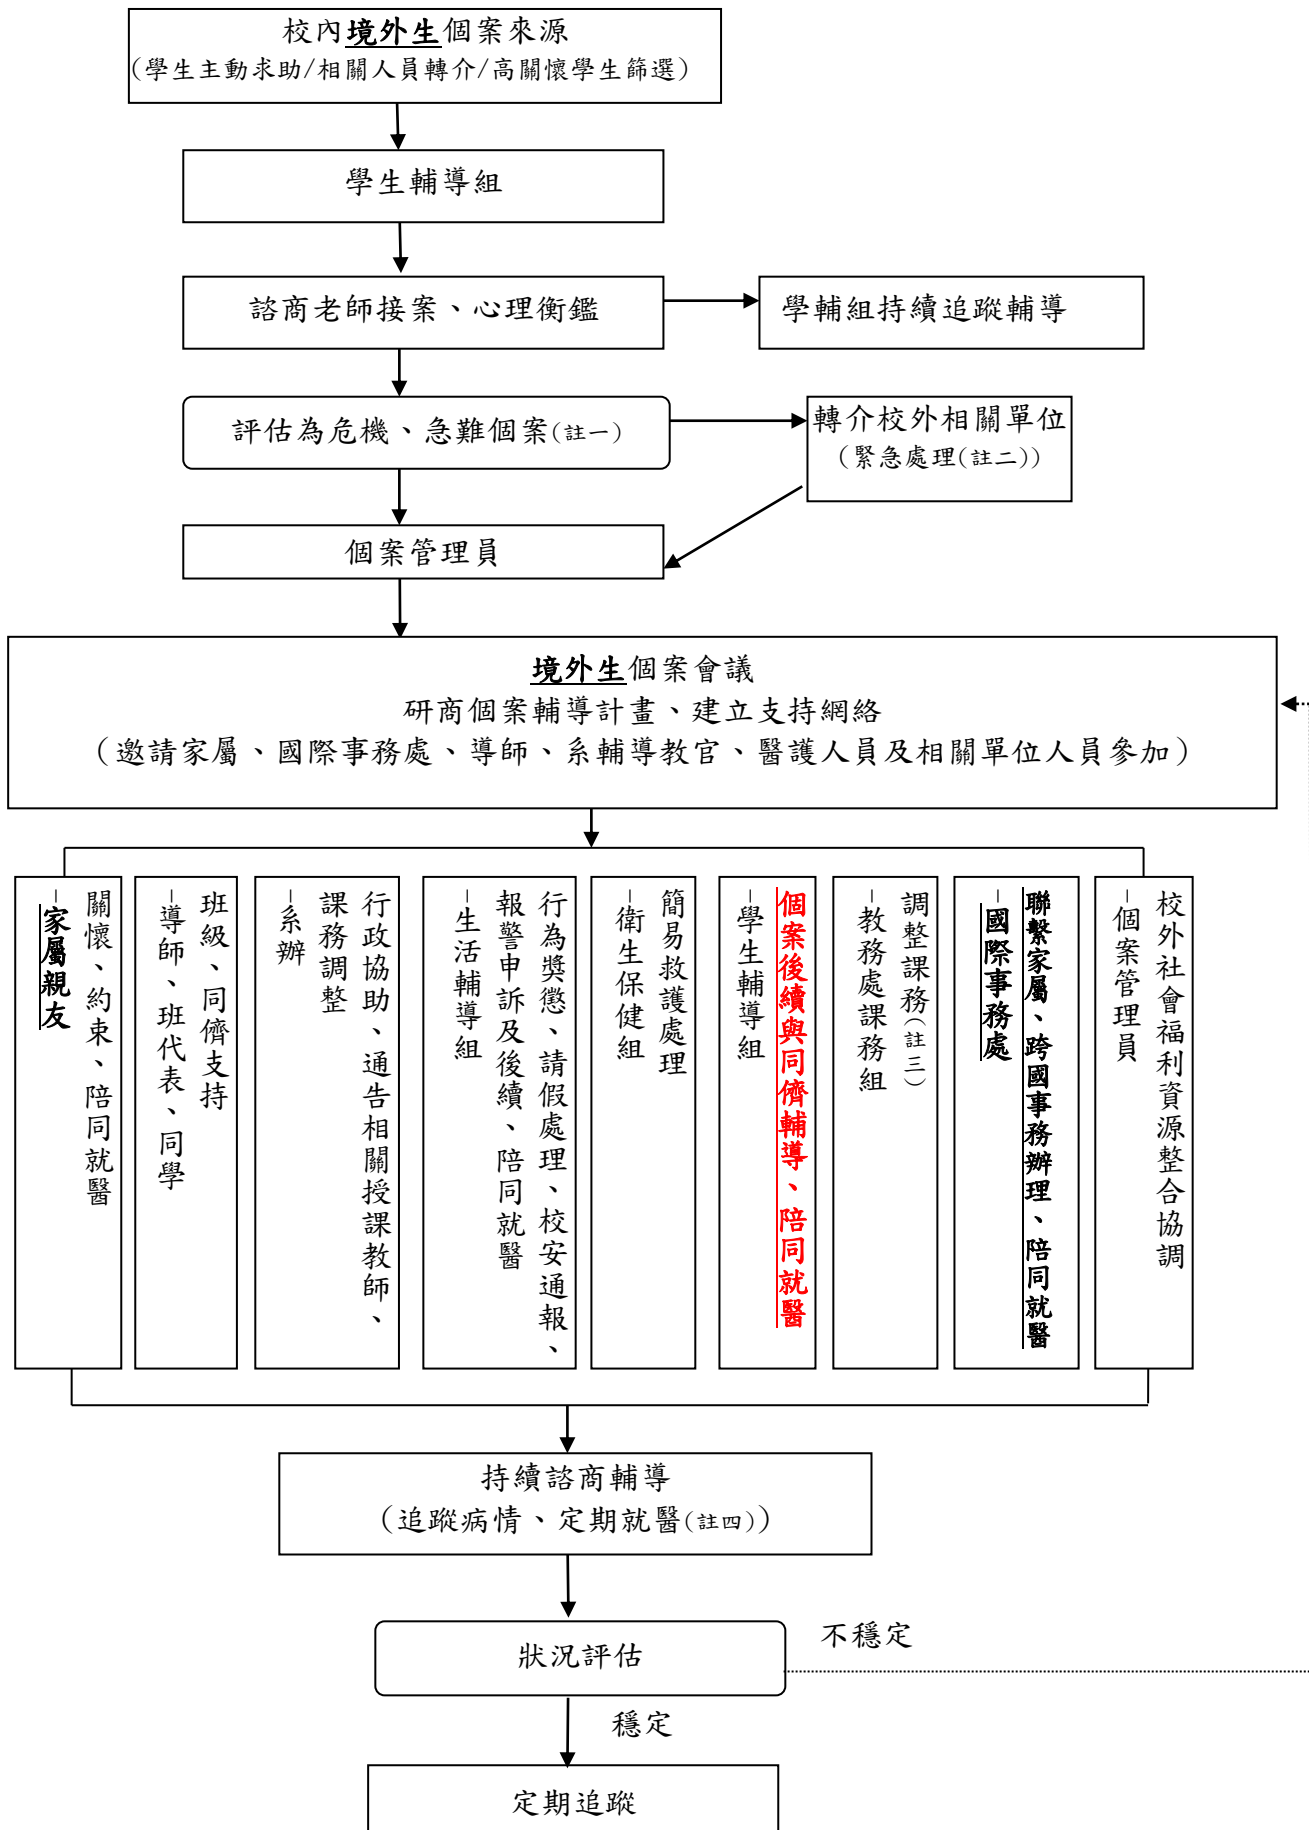 校內境外生個案來源
(學生主動求助/相關人員轉介/高關懷學生篩選)
學生輔導組
諮商老師接案、心理衡鑑
學輔組持續追蹤輔導
評估為危機、急難個案(註一)
轉介校外相關單位
(緊急處理(註二))
個案管理員
境外生個案會議
研商個案輔導計畫、建立支持網絡
(邀請家屬、國際事務處、導師、系輔導教官、醫護人員及相關單位人員參加)
校外社會福利資源整合協調
–個案管理員
聯繫家屬、跨國事務辦理、陪同就醫
–國際事務處
調整課務(註三)
–教務處課務組
個案後續與同儕輔導、陪同就醫
–學生輔導組
簡易救護處理
–衛生保健組
行為獎懲、請假處理、校安通報、
報警申訴及後續、陪同就醫
–生活輔導組
行政協助、通告相關授課教師、
課務調整
–系辦
班級、同儕支持
–導師、班代表、同學
關懷、約束、陪同就醫
–家屬親友
持續諮商輔導
(追蹤病情、定期就醫(註四))
狀況評估
不穩定
穩定
定期追蹤